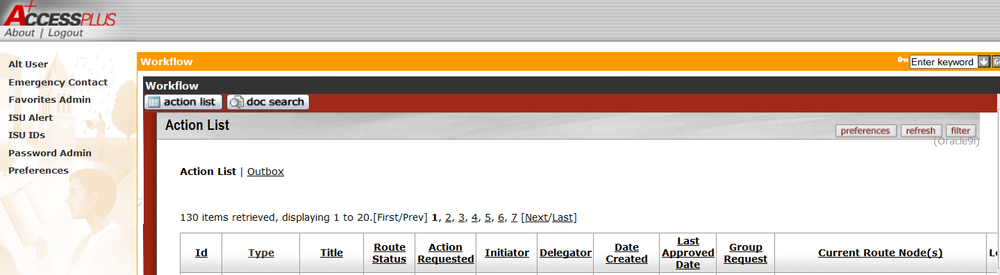 ACCESSPLUS
About | Logout
Alt User
Emergency Contact
Favorites Admin
ISU Alert
ISU IDs
Password Admin
Preferences
Workflow
Enter keyword
Workflow
action list doc search
Action List
preferences refresh filter
(Oracle9i)
Action List | Outbox
130 items retrieved, displaying 1 to 20.[First/Prev] 1, 2, 3, 4, 5, 6, 7 [Next/Last]
Id Type Title Route Status Action Requested Initiator Delegator Date Created Last Approved Date Group Request Current Route Node(s)